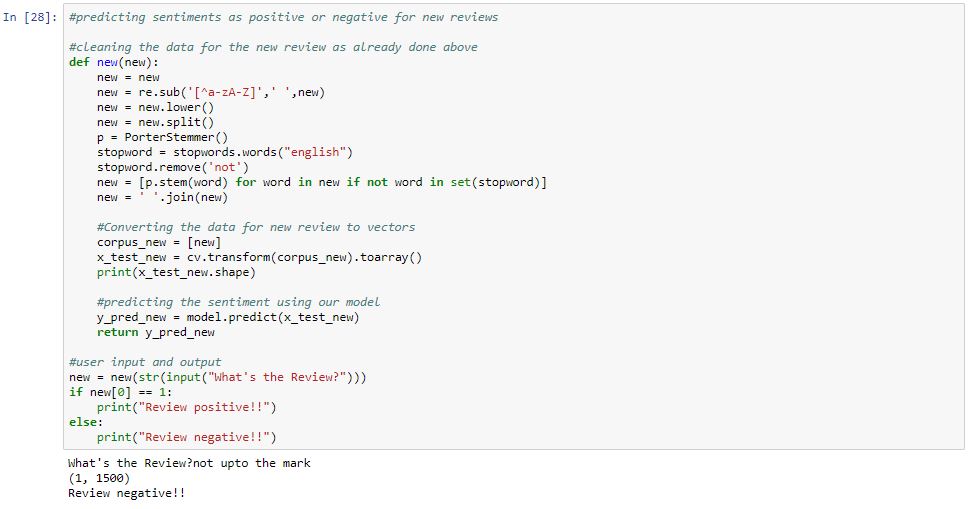 In [28]: #predicting sentiments as positive or negative for new reviews
#cleaning the data for the new review as already done above
def new(new):
    new = new
    new = re.sub('[^a-zA-Z]',' ',new)
    new = new.lower()
    new = new.split()
    p = PorterStemmer()
    stopword = stopwords.words("english")
    stopword.remove('not')
    new = [p.stem(word) for word in new if not word in set(stopword)]
    new = ' '.join(new)
    #Converting the data for new review to vectors
    corpus_new = [new]
    x_test_new = cv.transform(corpus_new).toarray()
    print(x_test_new.shape)
    #predicting the sentiment using our model
    y_pred_new = model.predict(x_test_new)
    return y_pred_new
#user input and output
new = new(str(input("What's the Review?")))
if new[0] == 1:
    print("Review positive!!")
else:
    print("Review negative!!")
What's the Review?not upto the mark
(1, 1500)
Review negative!!